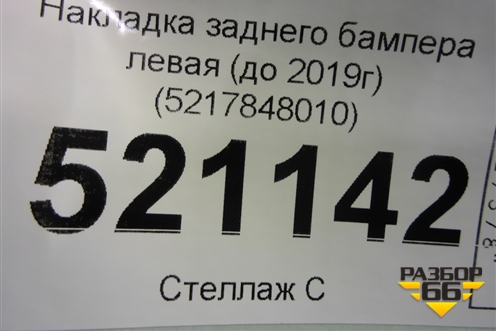 Накладка заднего бампера
левая (до 2019г)
(5217848010)
521142
Стеллаж С
РАЗБОР
66